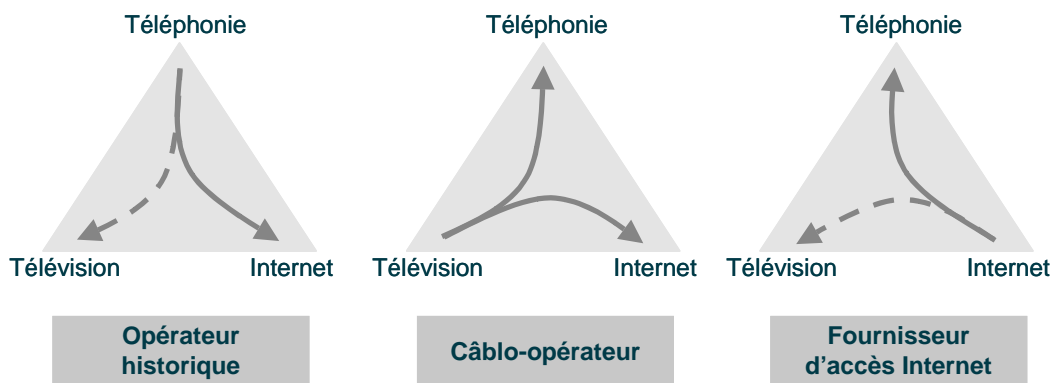 Téléphonie
Téléphonie
Téléphonie
Télévision
Internet
Télévision
Internet
Télévision
Internet
Opérateur
historique
Câblo-opérateur
Fournisseur
d'accès Internet